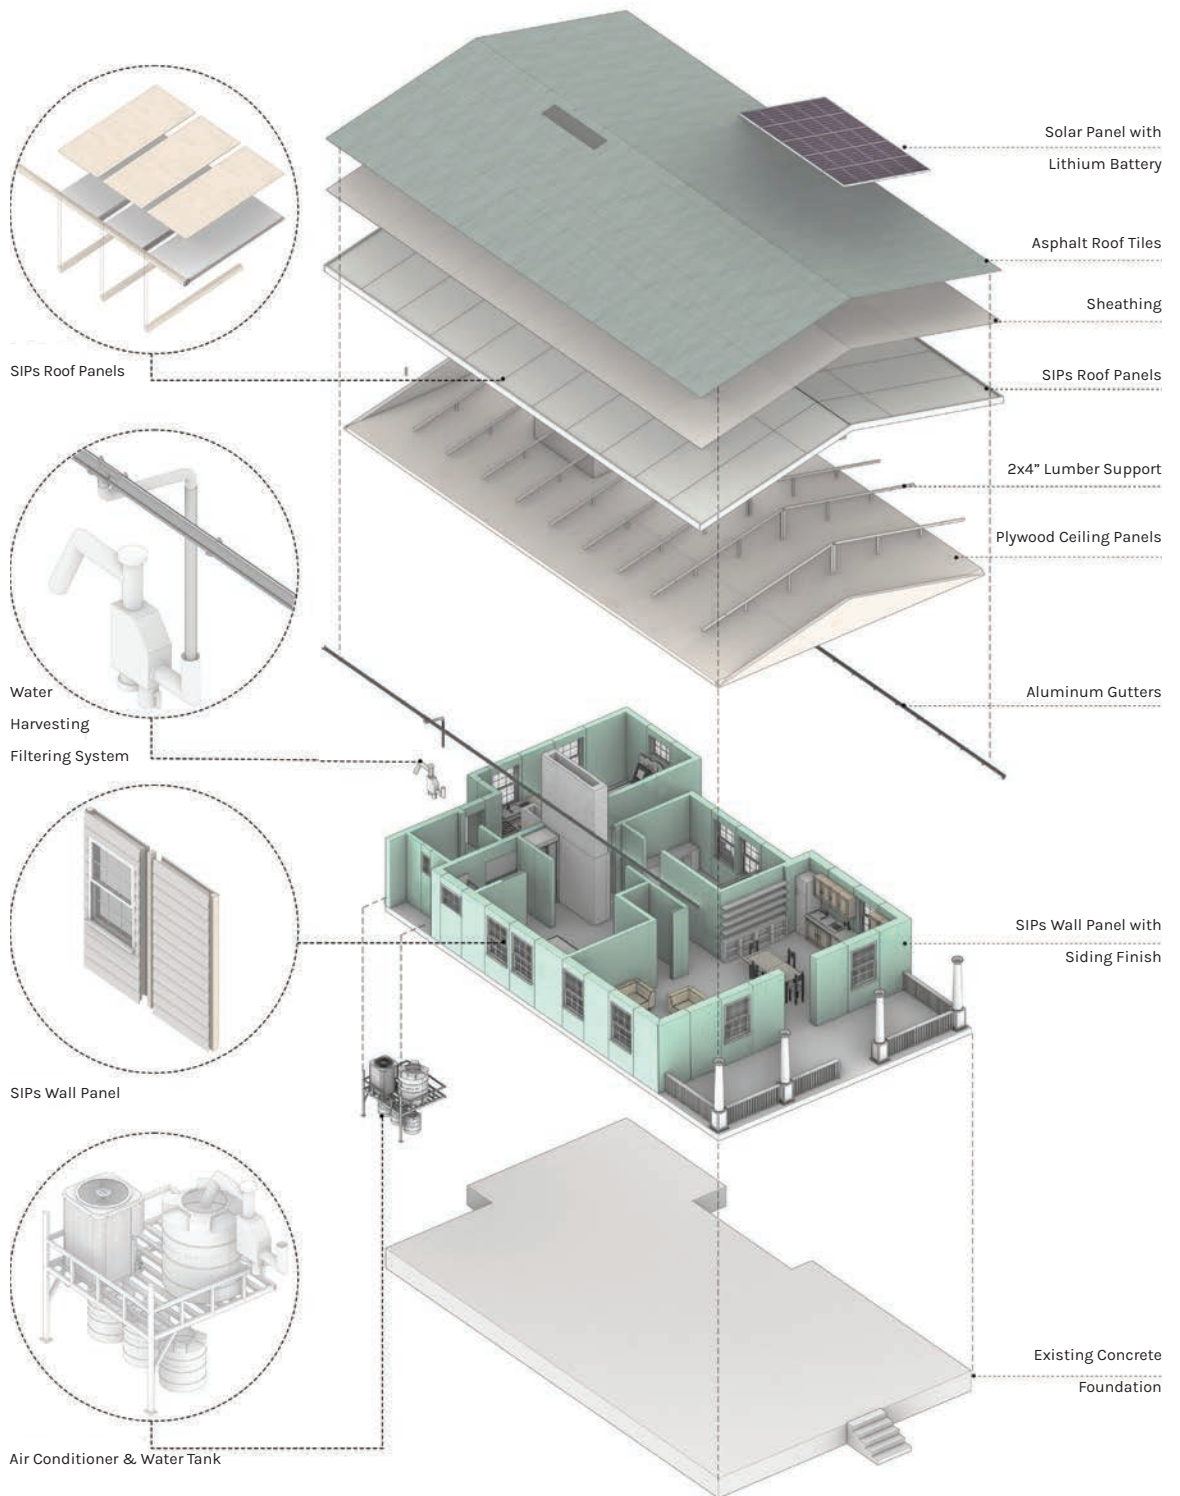 Solar Panel with
Lithium Battery
Asphalt Roof Tiles
Sheathing
SIPs Roof Panels
SIPs Roof Panels
2x4” Lumber Support
Plywood Ceiling Panels
Water
Harvesting
Filtering System
Aluminum Gutters
SIPs Wall Panel with
Siding Finish
SIPs Wall Panel
Existing Concrete
Foundation
Air Conditioner & Water Tank